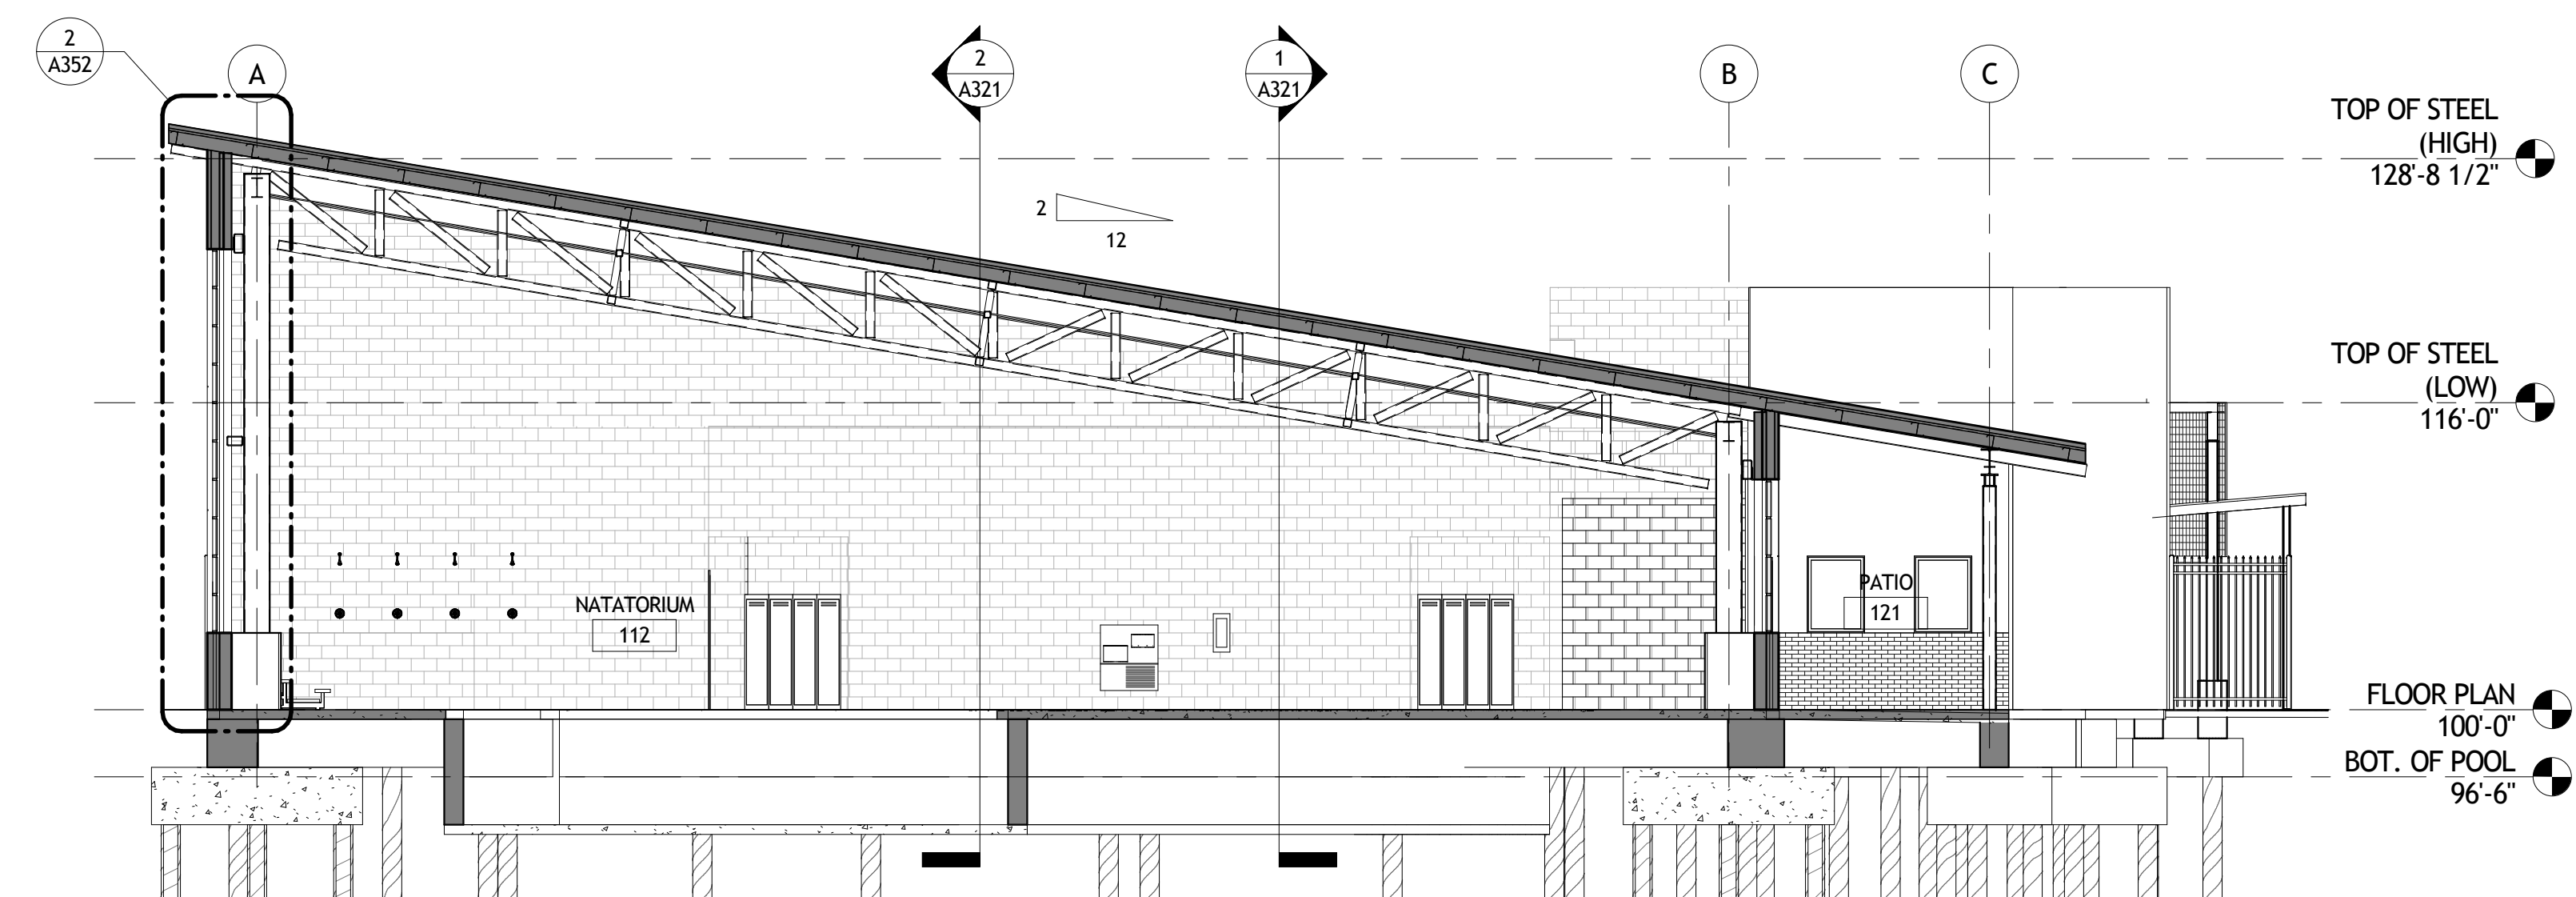 2
A352
A
2
A321
1
A321
B
C
TOP OF STEEL
(HIGH)
128'-8 1/2"
2
12
TOP OF STEEL
(LOW)
116'-0"
NATATORIUM
112
PATIO
121
FLOOR PLAN
100'-0"
BOT. OF POOL
96'-6"